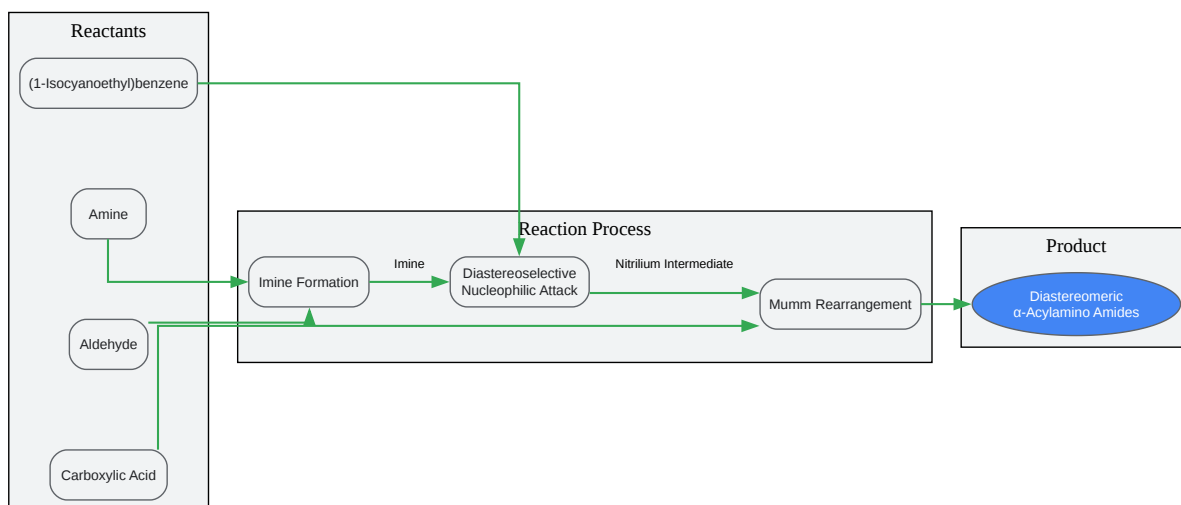 Reactants
(1-Isocyanoethyl)benzene
Amine
Aldehyde
Carboxylic Acid
Reaction Process
Imine Formation
Imine
Diastereoselective
Nucleophilic Attack
Nitrilium Intermediate
Mumm Rearrangement
Product
Diastereomeric
α-Acylamino Amides